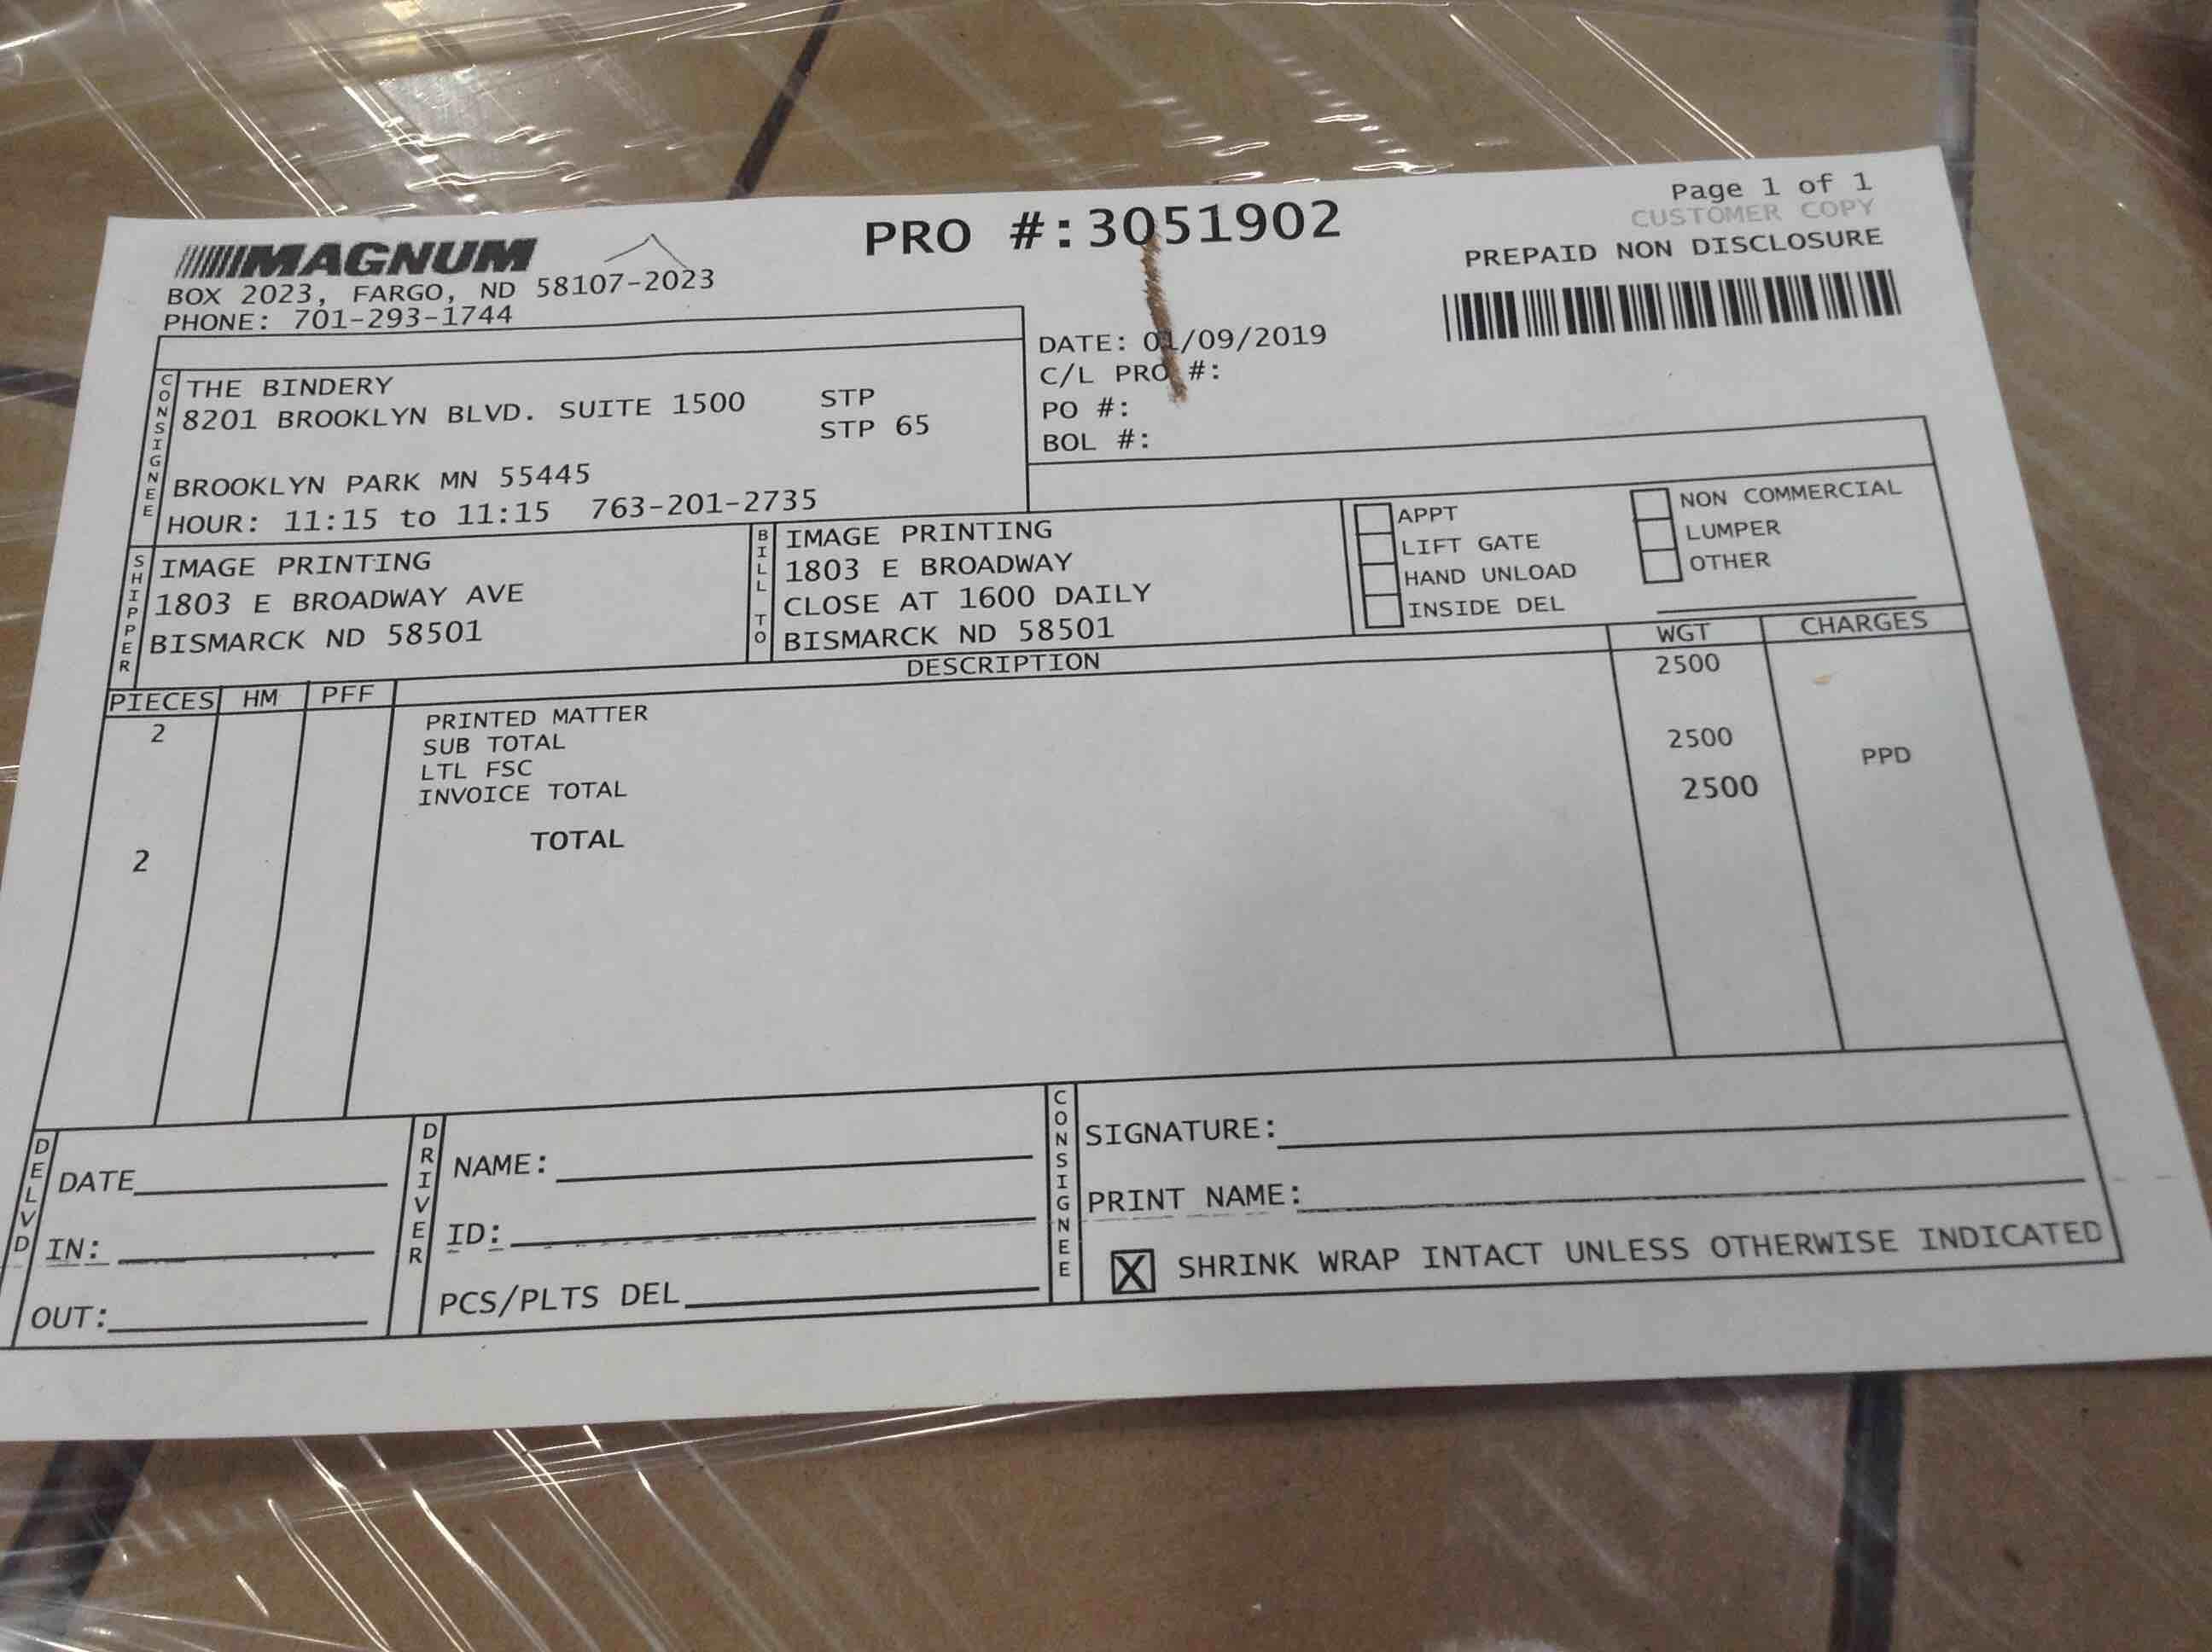 Page 1 of 1
CUSTOMER COPY
PRO #:3051902
PREPAID NON DISCLOSURE
MAGNUM
BOX 2023, FARGO, ND 58107-2023
PHONE: 701-293-1744
DATE: 01/09/2019
C/L PRO #:
PO #:
BOL #:
CONSIGNEE
THE BINDERY
8201 BROOKLYN BLVD. SUITE 1500 STP
STP 65
BROOKLYN PARK MN 55445
HOUR: 11:15 to 11:15 763-201-2735
SHIPPER
IMAGE PRINTING
1803 E BROADWAY AVE
BISMARCK ND 58501
BILL TO
IMAGE PRINTING
1803 E BROADWAY
CLOSE AT 1600 DAILY
BISMARCK ND 58501
APPT
LIFT GATE
HAND UNLOAD
INSIDE DEL
NON COMMERCIAL
LUMPER
OTHER
PIECES HM PFF DESCRIPTION WGT CHARGES
2 PRINTED MATTER 2500
SUB TOTAL 2500
LTL FSC
INVOICE TOTAL 2500 PPD
2 TOTAL
DELVD
DATE
IN:
OUT:
DRIVER
NAME:
ID:
PCS/PLTS DEL
CONSIGNEE
SIGNATURE:
PRINT NAME:
X SHRINK WRAP INTACT UNLESS OTHERWISE INDICATED